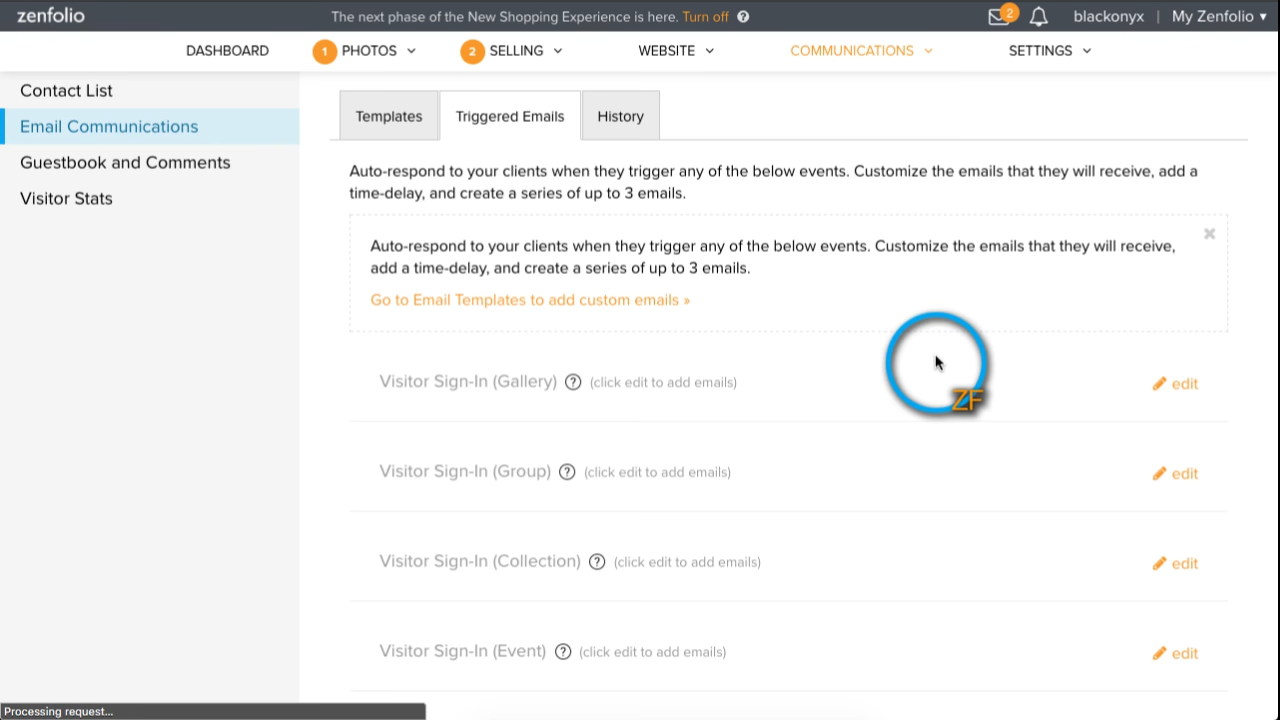 zenfolio
The next phase of the New Shopping Experience is here. Turn off ?
2
blackonyx | My Zenfolio ▾
DASHBOARD
1 PHOTOS
2 SELLING
WEBSITE
COMMUNICATIONS
SETTINGS
Contact List
Email Communications
Guestbook and Comments
Visitor Stats
Templates
Triggered Emails
History
Auto-respond to your clients when they trigger any of the below events. Customize the emails that they will receive, add a
time-delay, and create a series of up to 3 emails.
Auto-respond to your clients when they trigger any of the below events. Customize the emails that they will receive,
add a time-delay, and create a series of up to 3 emails.
Go to Email Templates to add custom emails »
ZF
Visitor Sign-In (Gallery) ? (click edit to add emails)
edit
Visitor Sign-In (Group) ? (click edit to add emails)
edit
Visitor Sign-In (Collection) ? (click edit to add emails)
edit
Visitor Sign-In (Event) ? (click edit to add emails)
edit
Processing request...